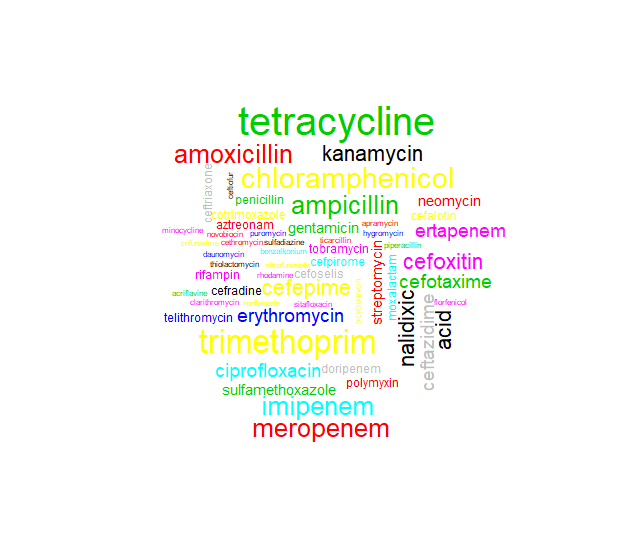 tetracycline
amoxicillin
kanamycin
ceftriaxone
ceftiofur
chloramphenicol
penicillin
ampicillin
neomycin
cotrimoxazole
cefalotin
aztreonam
gentamicin
apramycin
ertapenem
minocycline
novobiocin
puromycin
hygromycin
cethromycin
sulfadiazine
ticarcillin
tobramycin
piperacillin
daunomycin
benzalkonium
streptomycin
moxalactam
cefoxitin
thiolactomycin
cefpirome
rifampin
rhodamine
cefoselis
cefotaxime
acriflavine
cefradine
cefepime
nalidixic
ceftazidime
acid
clarithromycin
sitafloxacin
florfenicol
telithromycin
erythromycin
trimethoprim
ciprofloxacin
doripenem
polymyxin
sulfamethoxazole
imipenem
meropenem